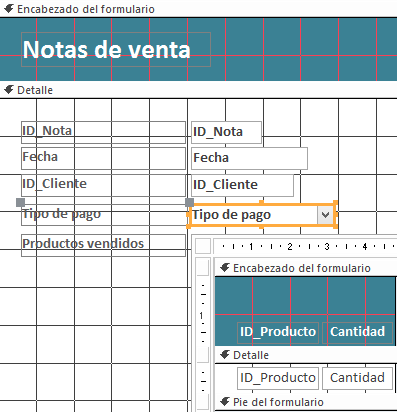 Encabezado del formulario
Notas de venta
Detalle
ID_Nota ID_Nota
Fecha Fecha
ID_Cliente ID_Cliente
Tipo de pago Tipo de pago
Productos vendidos
1 2 3 4
Encabezado del formulario
1
ID_Producto Cantidad
Detalle
ID_Producto Cantidad
Pie del formulario